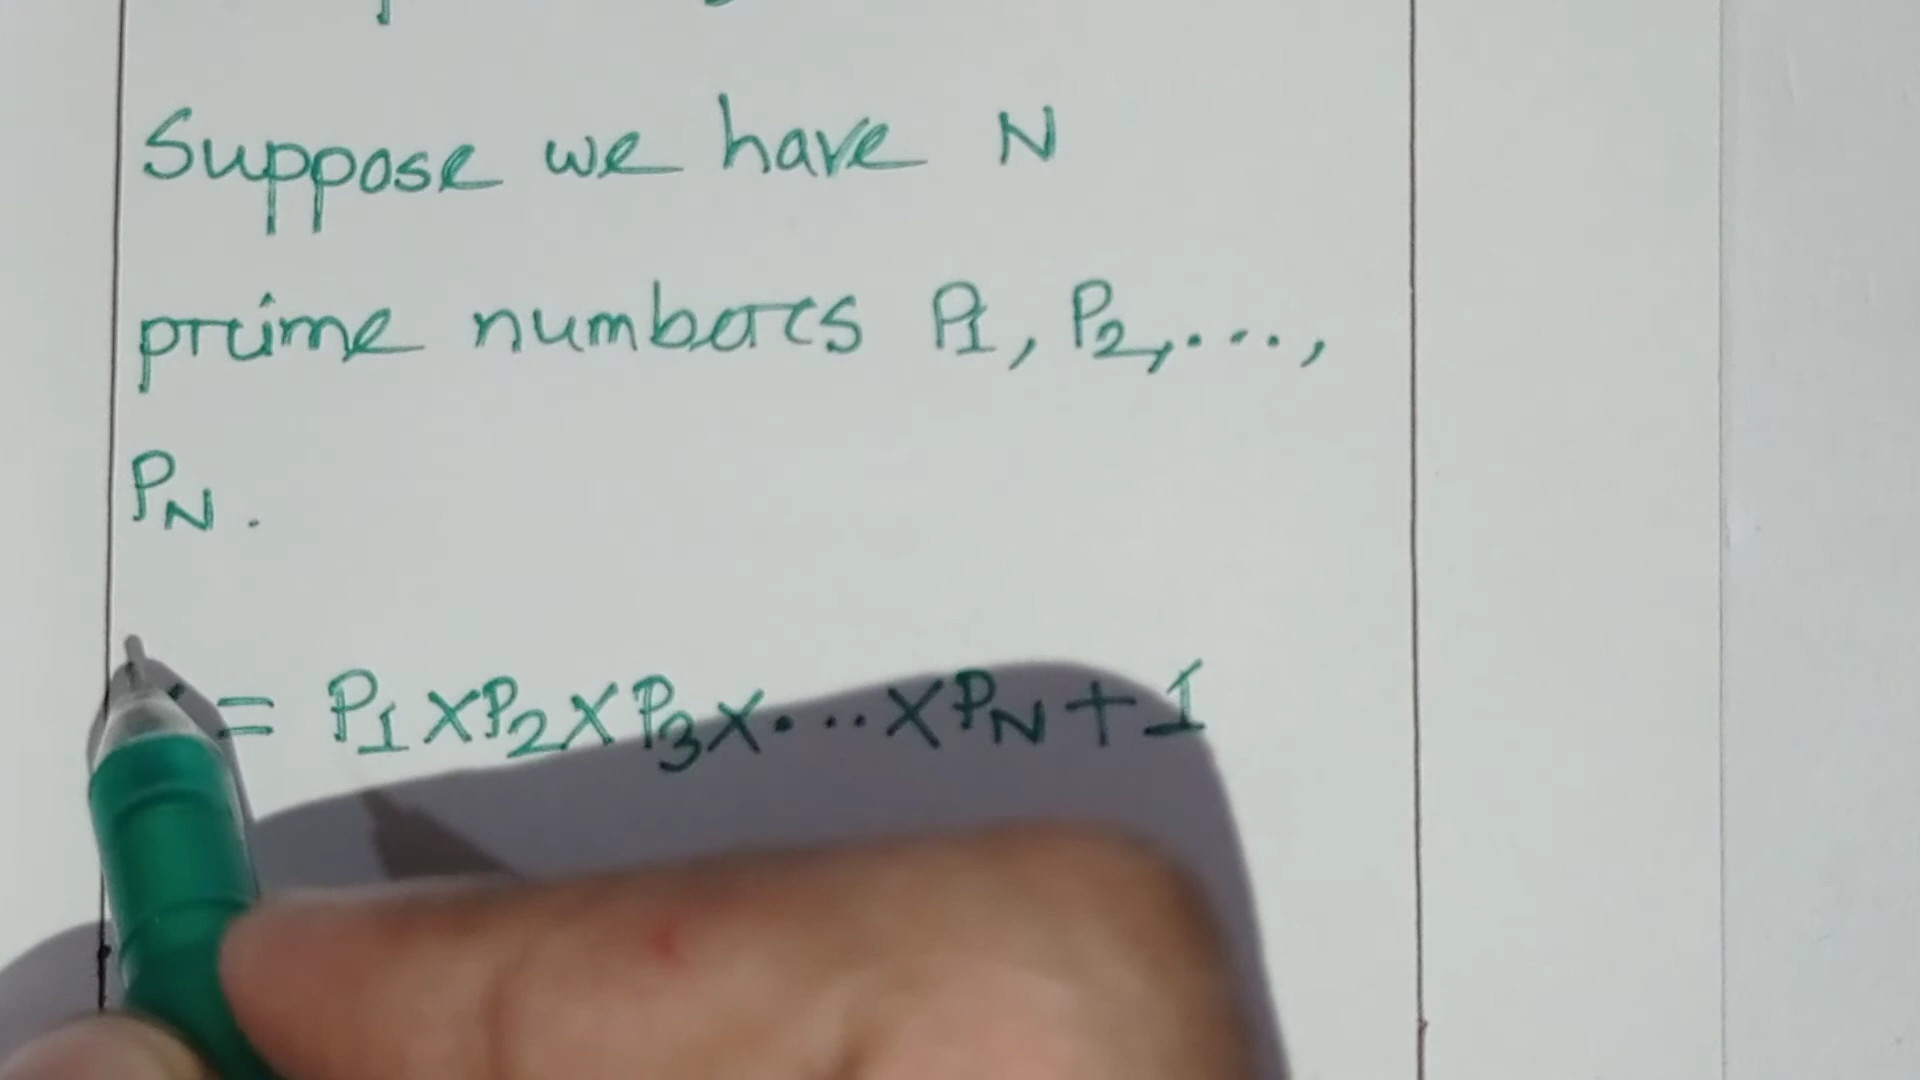 Suppose we have N
prime numbers P1, P2,...,
PN.
= P1×P2×P3×....×PN+1